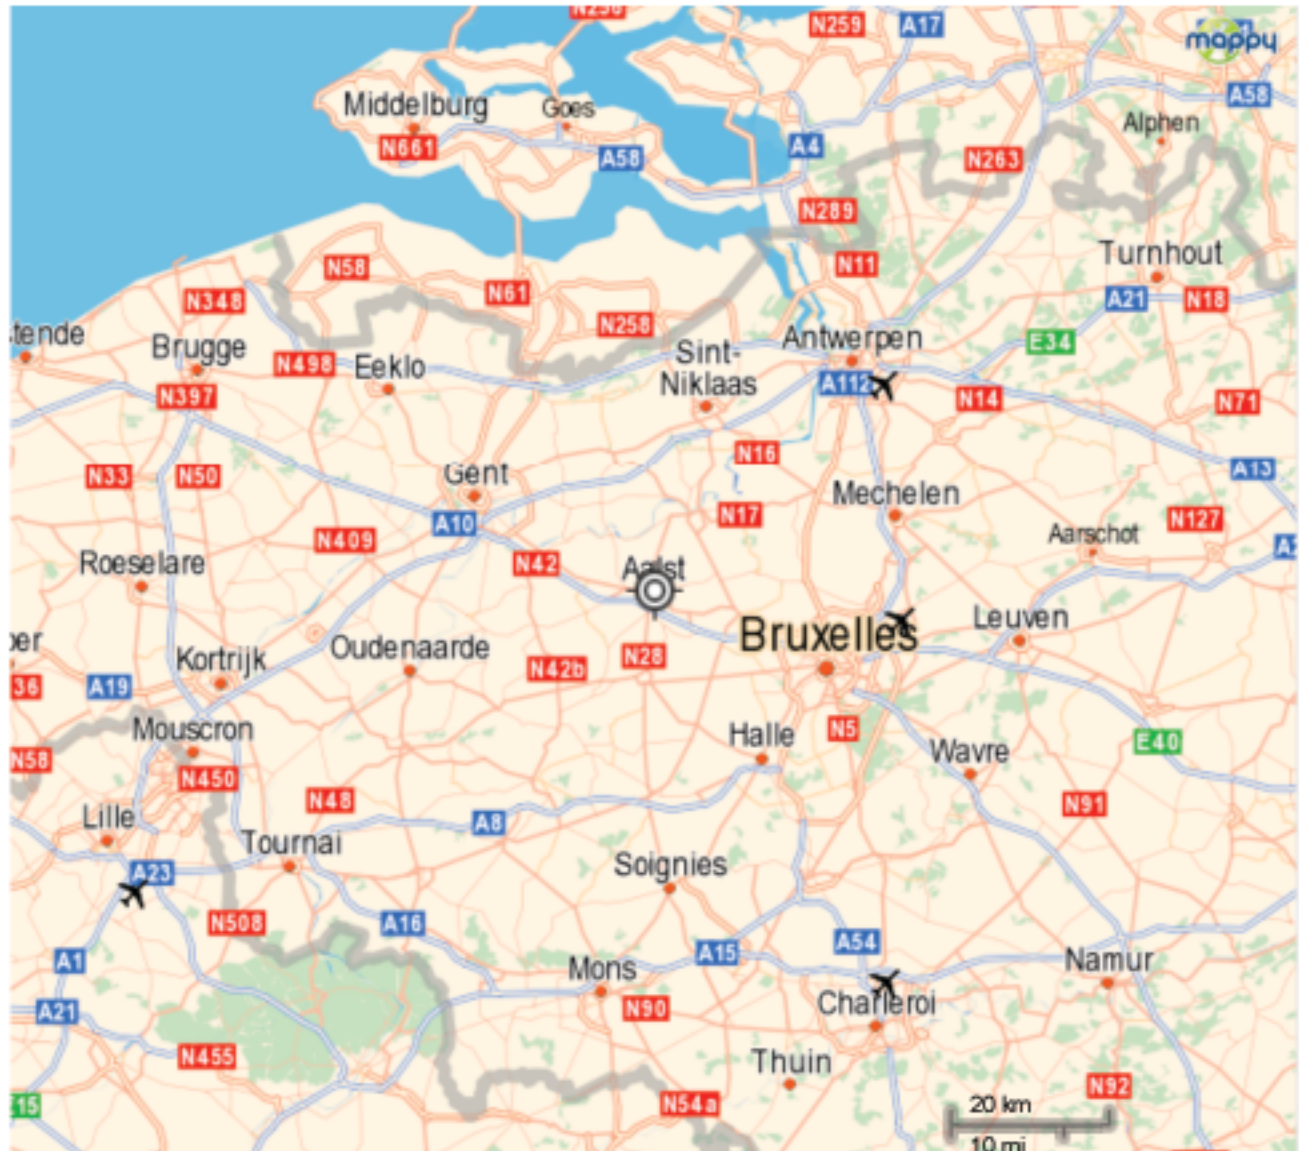 N256
N259
A17
mappy
A58
Middelburg
Goes
N661
A58
A4
N263
Alphen
N289
N58
N11
Turnhout
N348
N61
A21
N18
N258
tende
Brugge
N498
Eeklo
Sint-
Niklaas
Antwerpen
E34
N397
A112
N14
N71
N33
N50
Gent
N16
A13
Mechelen
A10
N17
N127
N409
Aarschot
Roeselare
N42
Aalst
Bruxelles
Leuven
Kortrijk
Oudenaarde
N28
N42b
36
A19
Mouscron
Halle
N5
Wavre
E40
N58
N450
N48
N91
Lille
A8
Tournai
A23
Soignies
N508
A16
A15
A54
A1
Mons
Namur
A21
N90
Charleroi
N455
Thuin
N92
E15
N54a
20 km
10 mi